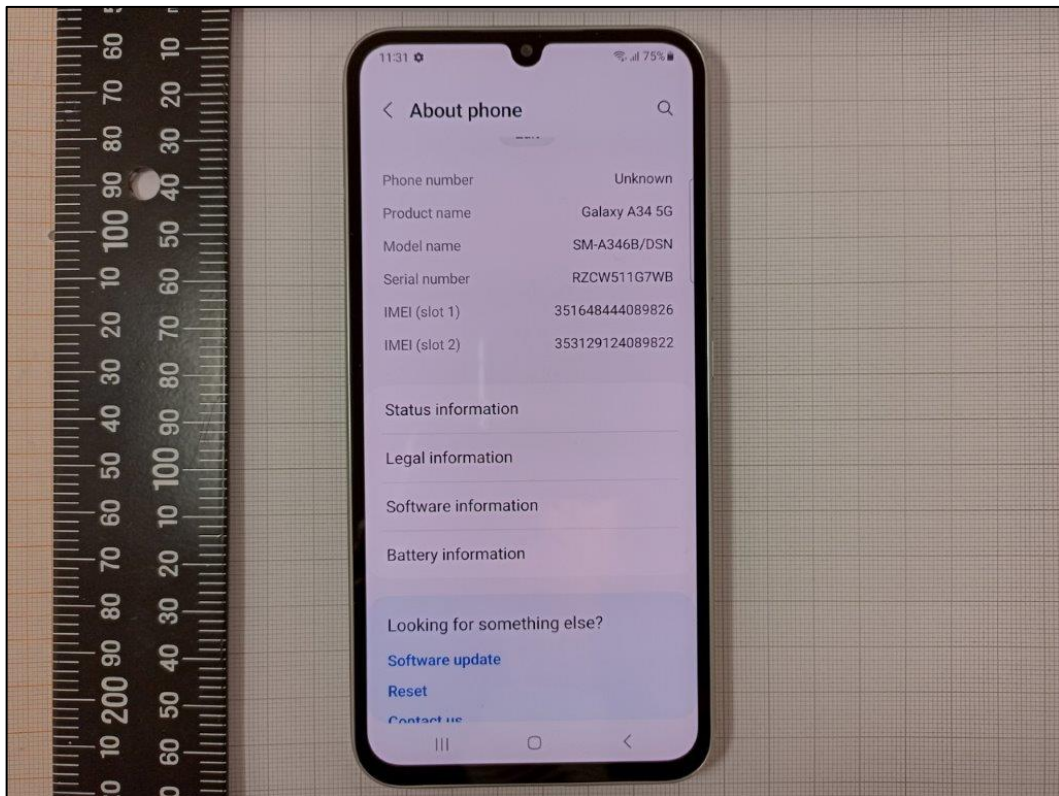 11:31
75%
About phone
Phone number Unknown
Product name Galaxy A34 5G
Model name SM-A346B/DSN
Serial number RZCW511G7WB
IMEI (slot 1) 351648444089826
IMEI (slot 2) 353129124089822
Status information
Legal information
Software information
Battery information
Looking for something else?
Software update
Reset
Contact us
60
70
80
90
100
10
20
30
40
50
60
70
80
90
200
10
10
20
30
40
50
60
70
80
90
100
10
20
30
40
50
60